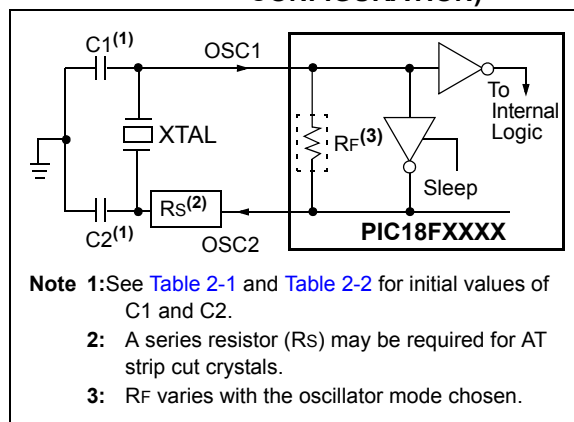 C1(1)
OSC1
To
Internal
Logic
XTAL
RF(3)
Sleep
RS(2)
C2(1)
OSC2
PIC18FXXXX
Note 1:See Table 2-1 and Table 2-2 for initial values of
C1 and C2.
2: A series resistor (RS) may be required for AT
strip cut crystals.
3: RF varies with the oscillator mode chosen.